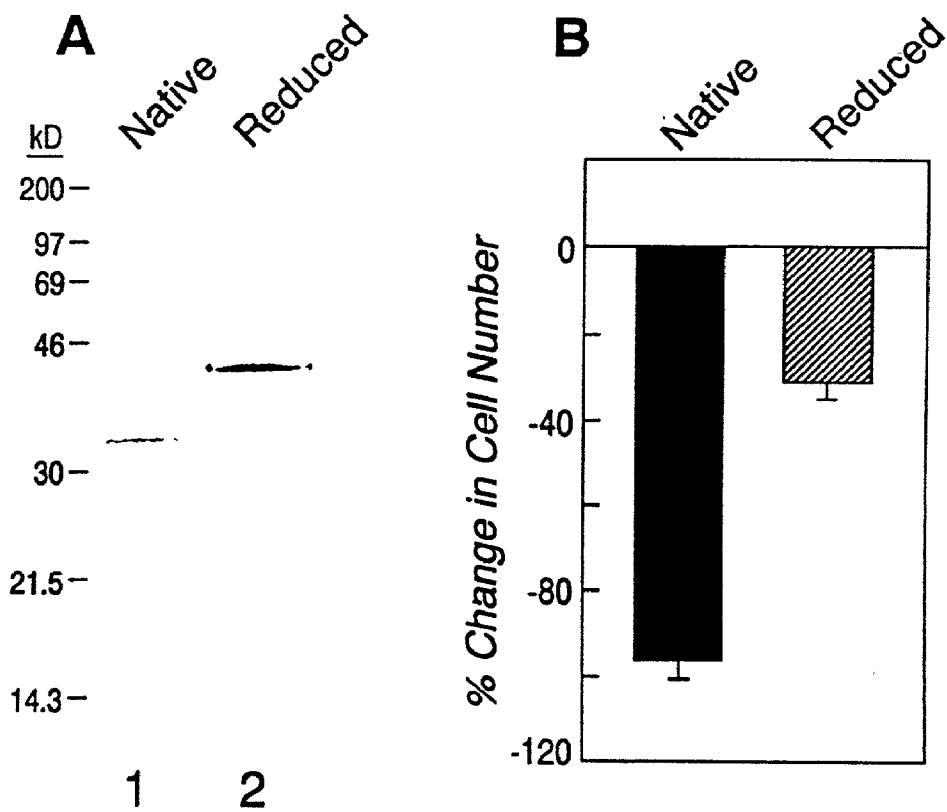 A
Native
Reduced
kD
200
97
69
46
30
21.5
14.3
1 2
B
Native
Reduced
% Change in Cell Number
0
-40
-80
-120